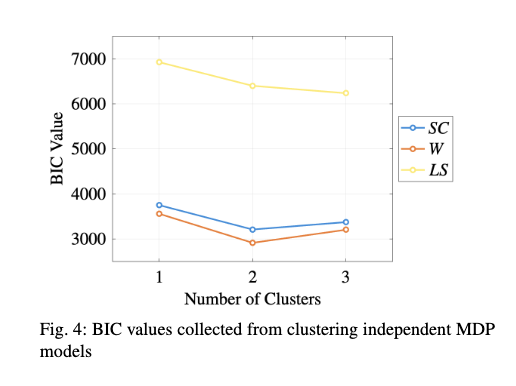 7000
6000
5000
4000
3000
BIC Value
1 2 3
Number of Clusters
SC
W
LS
Fig. 4: BIC values collected from clustering independent MDP
models